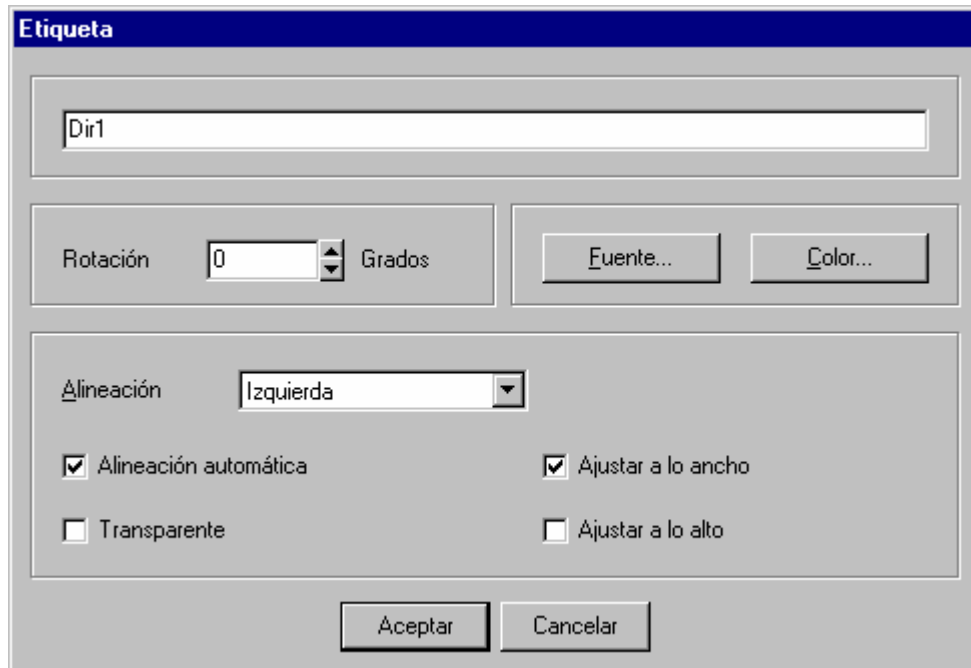 Etiqueta
Dir1
Rotación 0 Grados Fuente... Color...
Alineación Izquierda
Alineación automática Ajustar a lo ancho
Transparente Ajustar a lo alto
Aceptar Cancelar